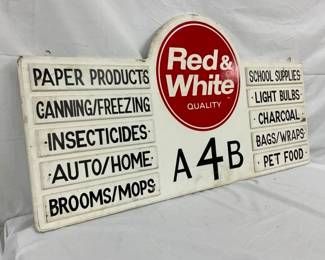 Red &
White
QUALITY
PAPER PRODUCTS
CANNING/FREEZING
·INSECTICIDES·
·AUTO/HOME·
BROOMS/MOPS
A 4 B
SCHOOL SUPPLIES
·LIGHT BULBS·
·CHARCOAL·
BAGS/WRAPS·
·PET FOOD·